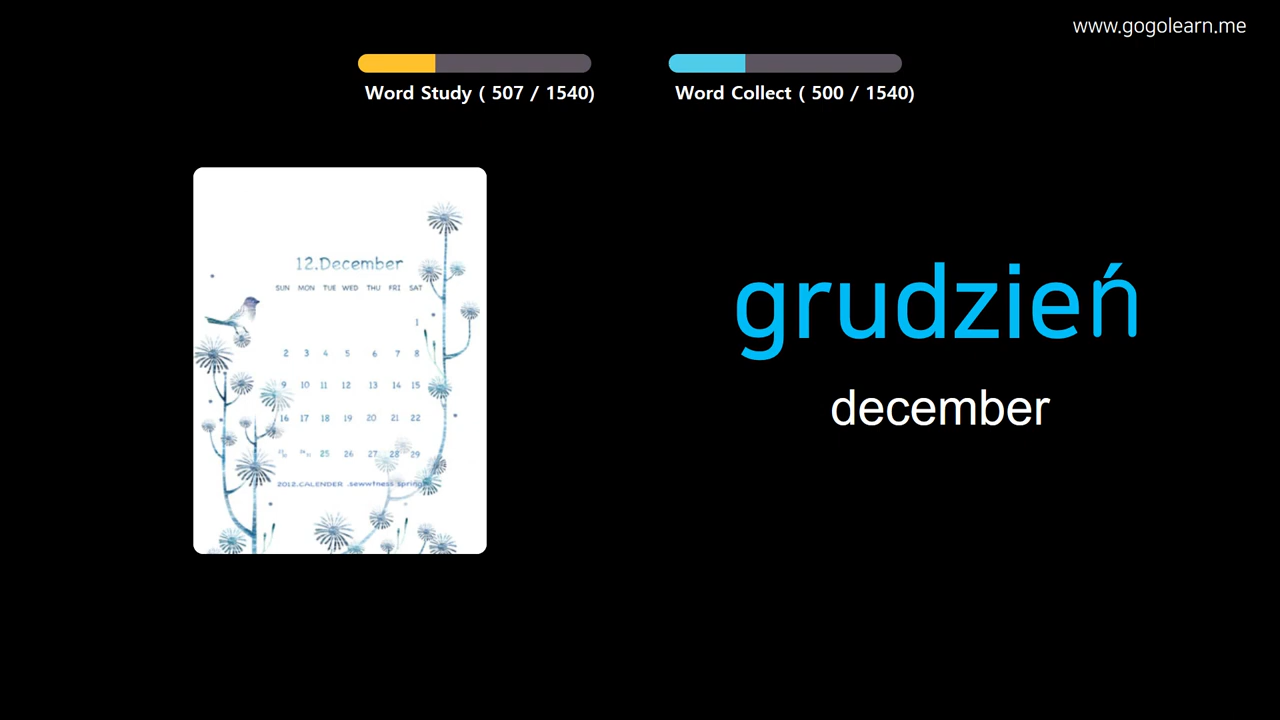 www.gogolearn.me
Word Study ( 507 / 1540)
Word Collect ( 500 / 1540)
12.December
SUN MON TUE WED THU FRI SAT
1
2 3 4 5 6 7 8
9 10 11 12 13 14 15
16 17 18 19 20 21 22
25 26 27 28 29
2012.CALENDER
grudzień
december